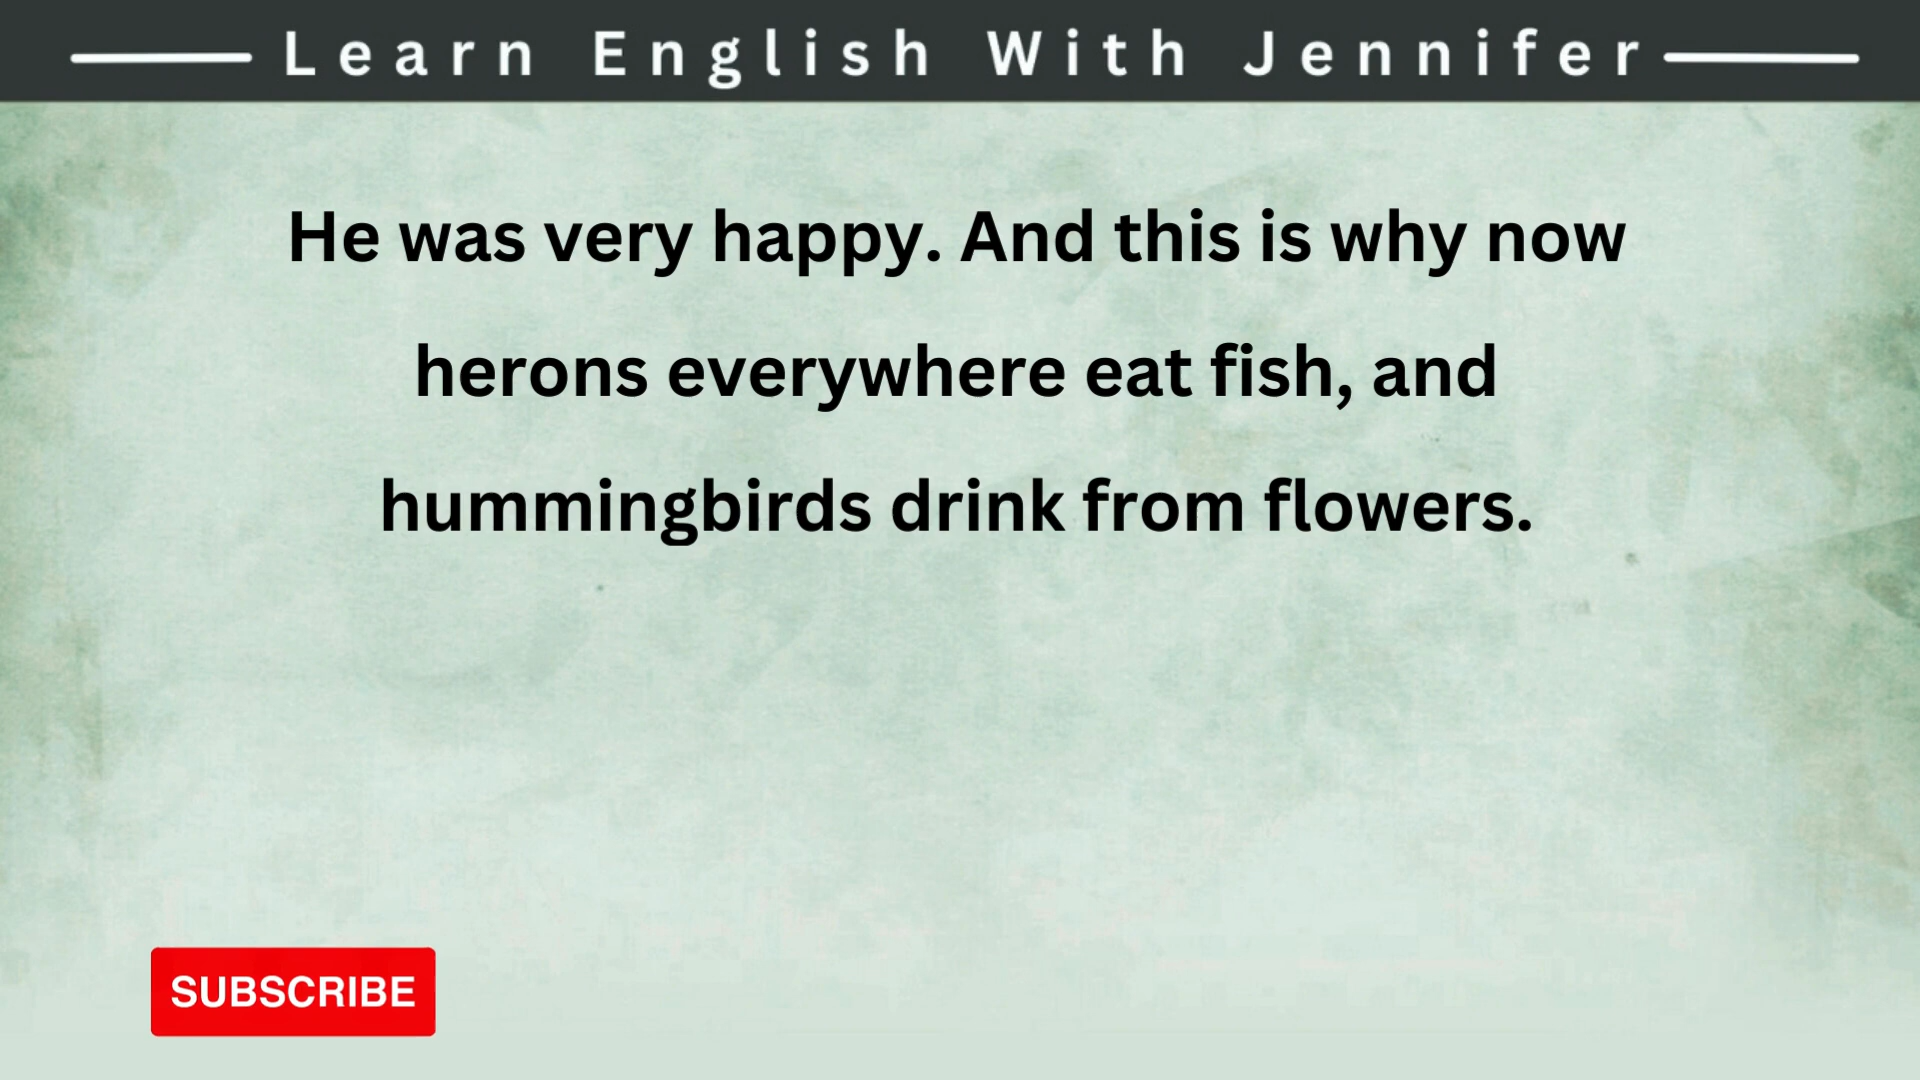 Learn English With Jennifer
He was very happy. And this is why now
herons everywhere eat fish, and
hummingbirds drink from flowers.
SUBSCRIBE